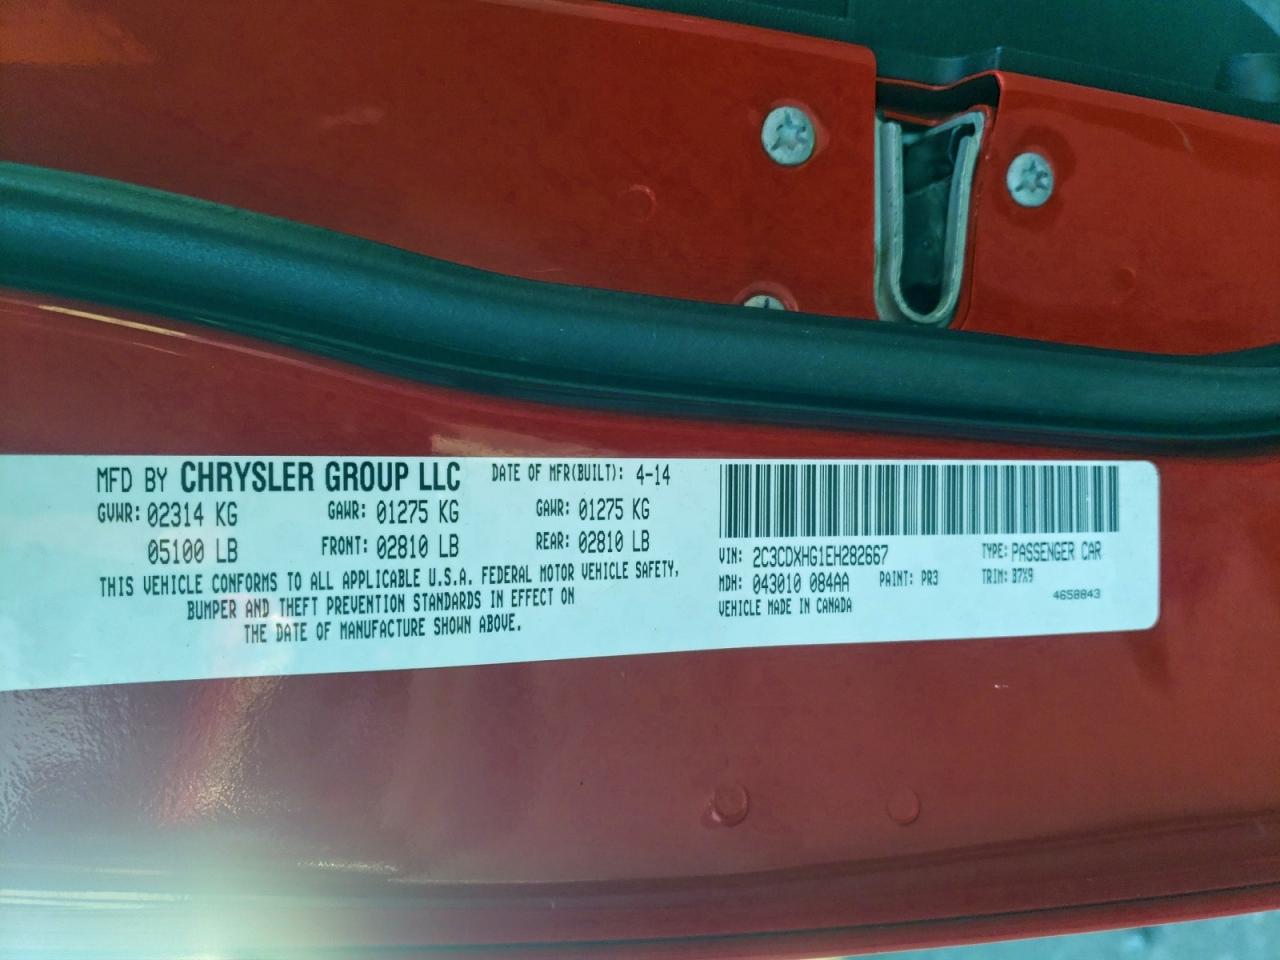 MFD BY CHRYSLER GROUP LLC DATE OF MFR(BUILT): 4-14
GVWR: 02314 KG GAWR: 01275 KG GAWR: 01275 KG
05100 LB FRONT: 02810 LB REAR: 02810 LB
THIS VEHICLE CONFORMS TO ALL APPLICABLE U.S.A. FEDERAL MOTOR VEHICLE SAFETY,
BUMPER AND THEFT PREVENTION STANDARDS IN EFFECT ON
THE DATE OF MANUFACTURE SHOWN ABOVE.
VIN: 2C3CDXHG1EH282667 TYPE: PASSENGER CAR
MDH: 043010 084AA PAINT: PR3 TRIM: B7X9
VEHICLE MADE IN CANADA 4658843